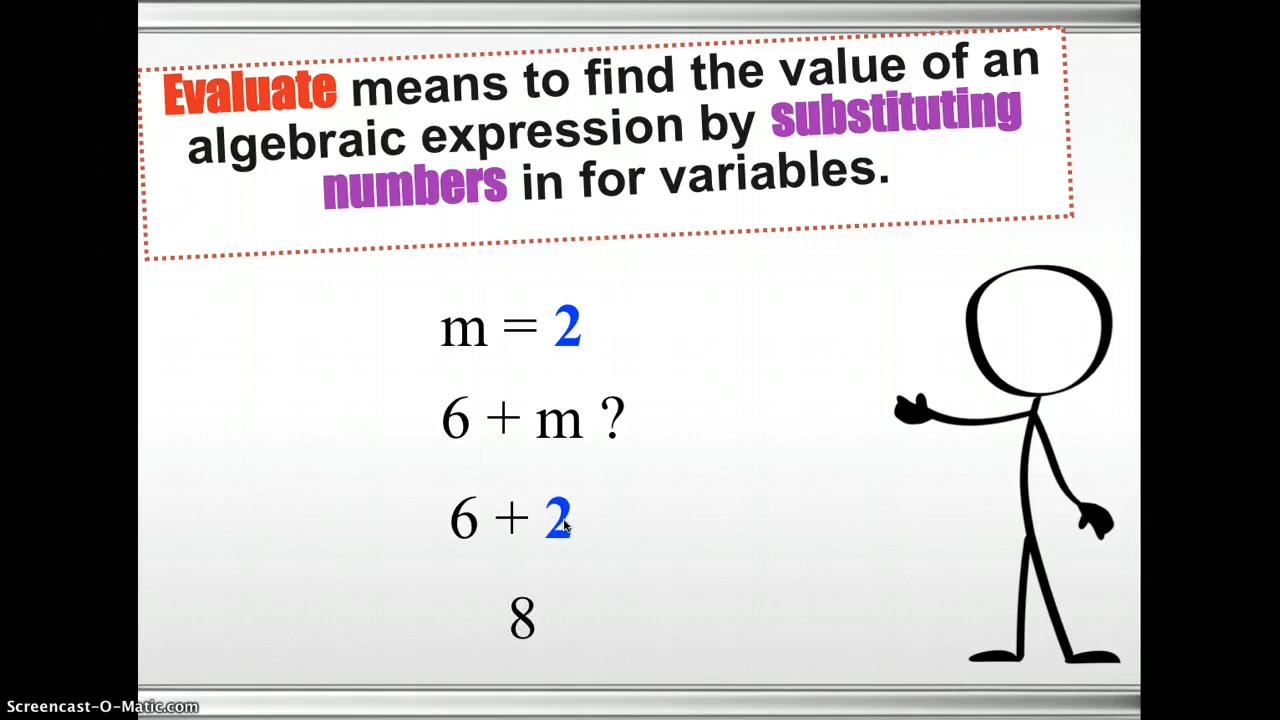 Evaluate means to find the value of an
algebraic expression by substituting
numbers in for variables.
m = 2
6 + m ?
6 + 2
8
Screencast-O-Matic.com